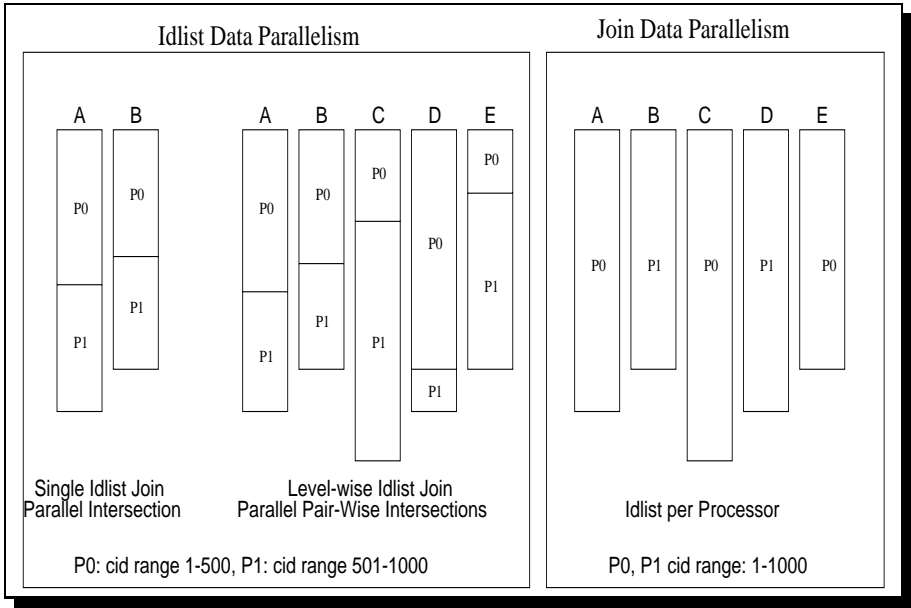 Idlist Data Parallelism
A B
P0 P0
P1 P1
Single Idlist Join
Parallel Intersection
A B C D E
P0 P0 P0 P0 P0
P1 P1 P1 P1 P1
Level-wise Idlist Join
Parallel Pair-Wise Intersections
P0: cid range 1-500, P1: cid range 501-1000
Join Data Parallelism
A B C D E
P0 P1 P0 P1 P0
Idlist per Processor
P0, P1 cid range: 1-1000